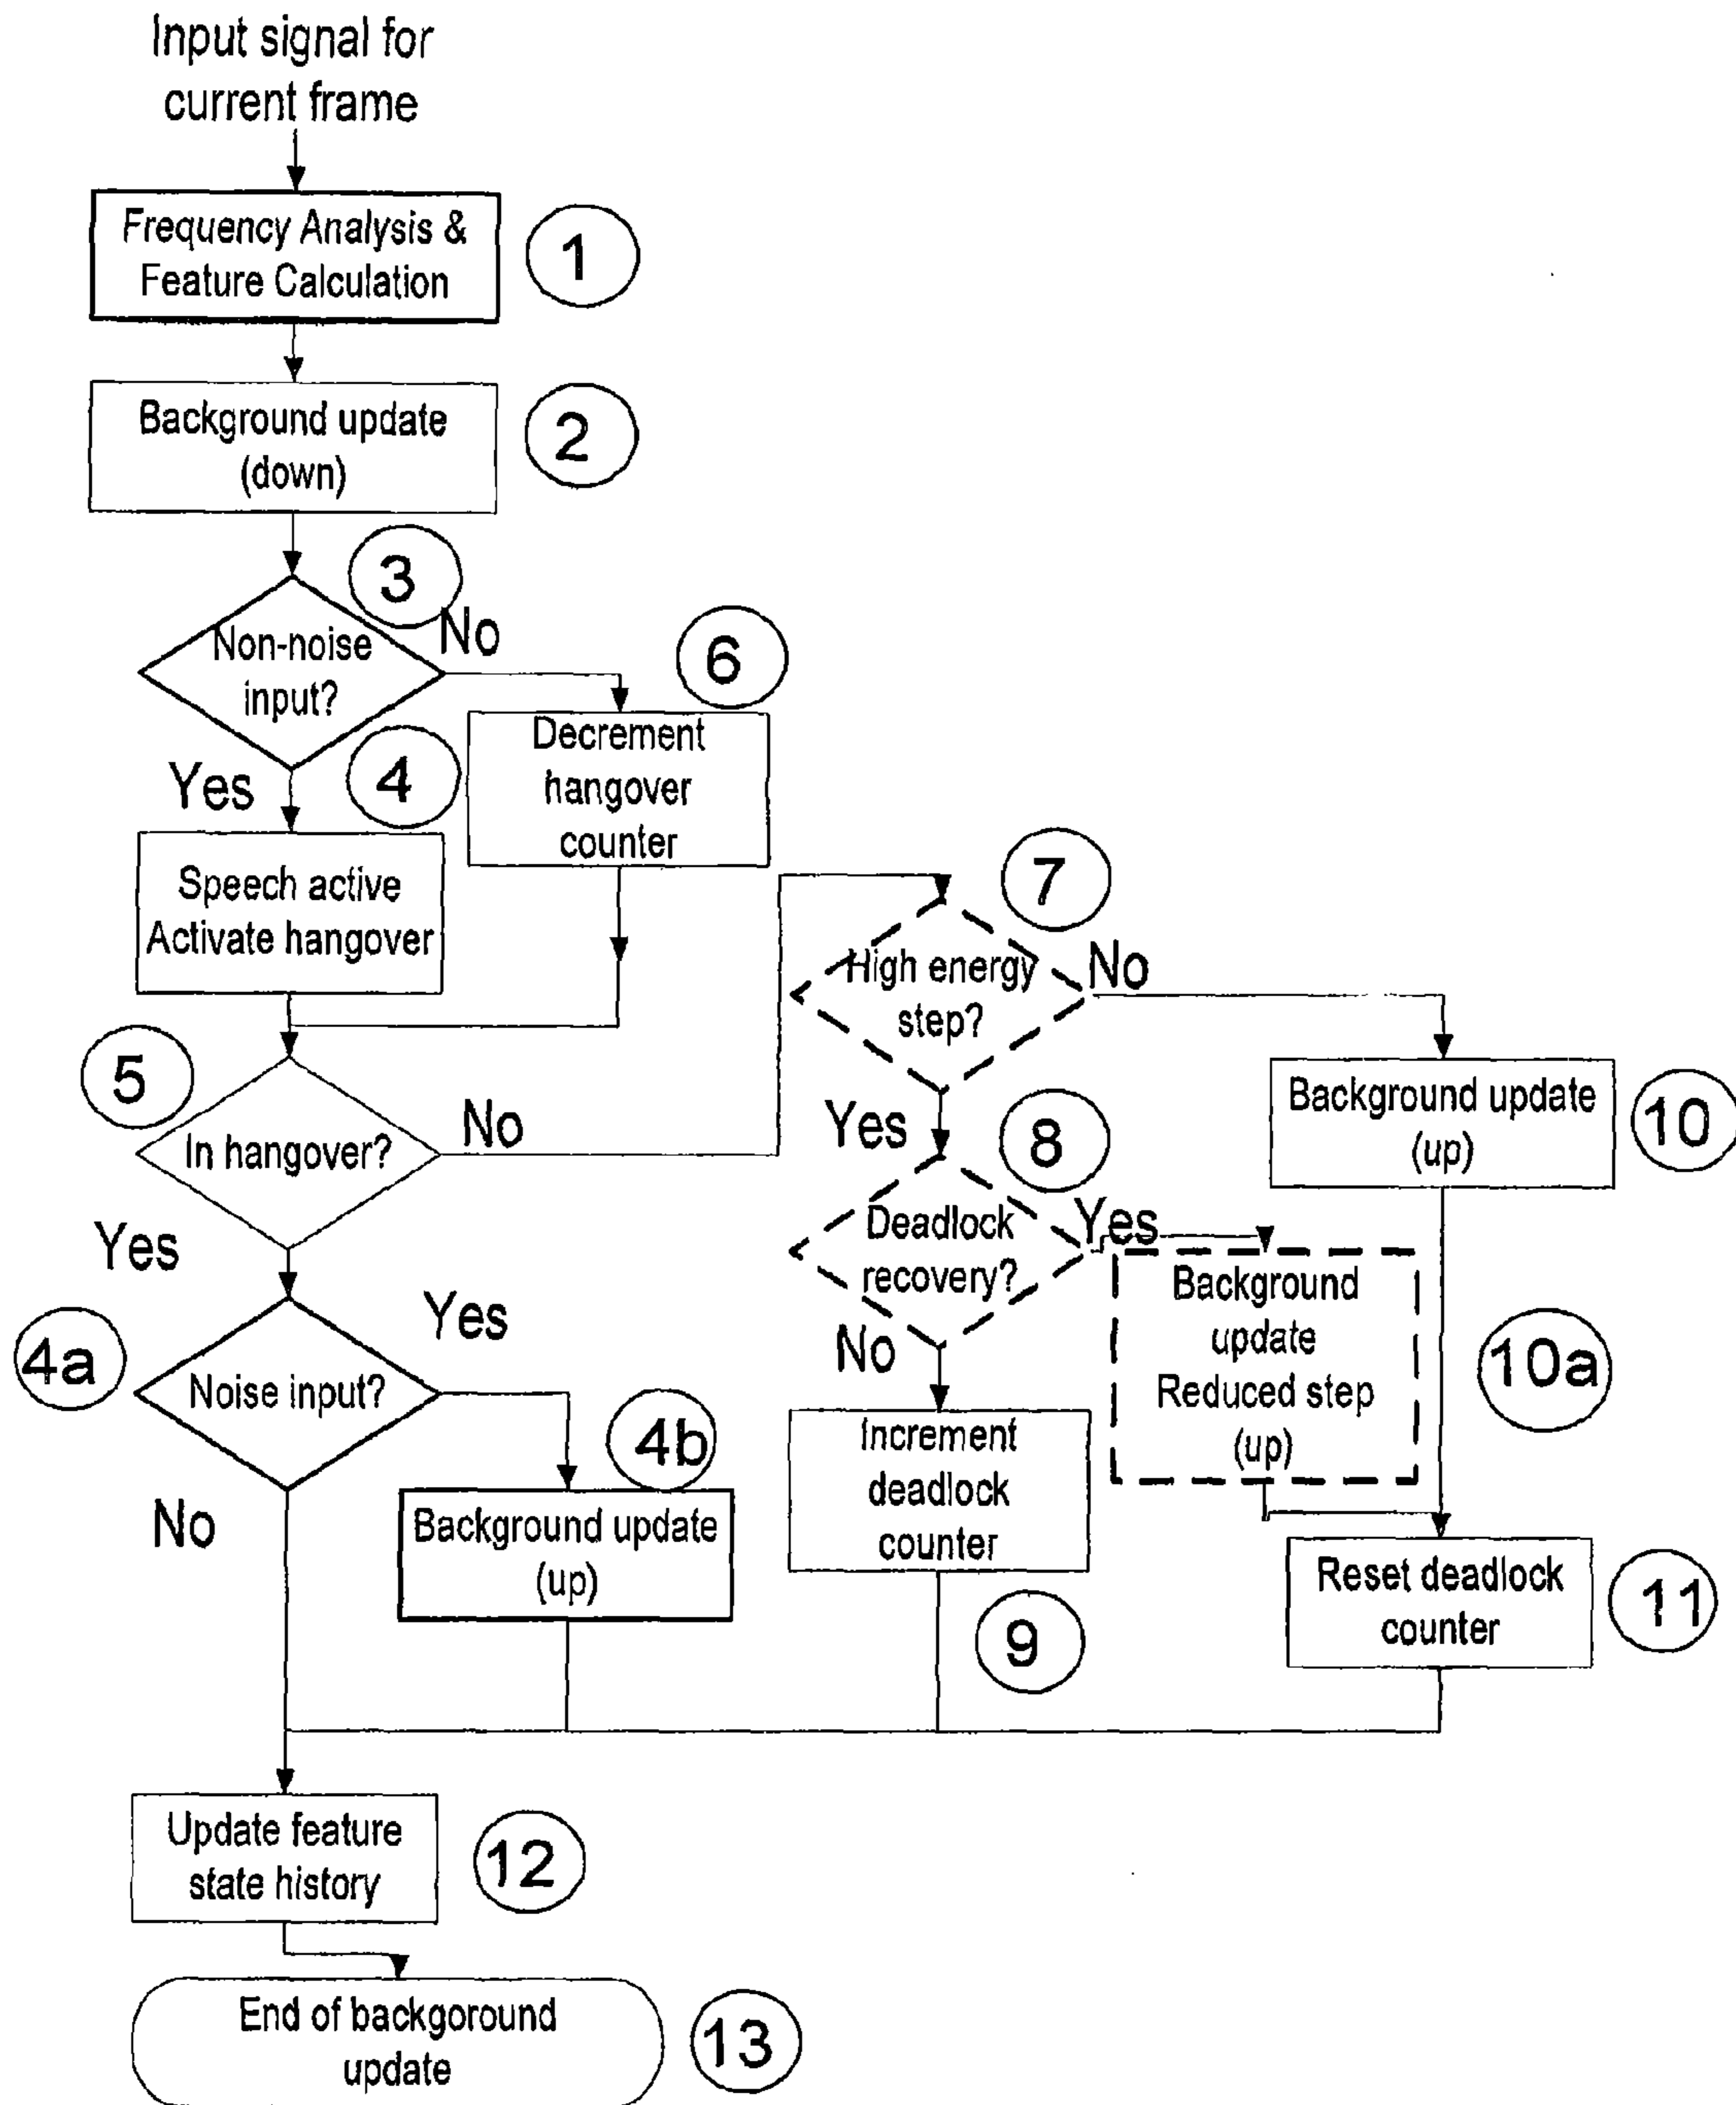 Input signal for
current frame
Frequency Analysis &
Feature Calculation
1
Background update
(down)
2
3
Non-noise
input?
No
Yes
6
Decrement
hangover
counter
4
Speech active
Activate hangover
5
In hangover?
No
Yes
4a
Noise input?
Yes
No
4b
Background update
(up)
7
High energy
step?
No
Yes
8
Deadlock
recovery?
Yes
No
Increment
deadlock
counter
9
Background update
(up)
10
Background
update
Reduced step
(up)
10a
Reset deadlock
counter
11
Update feature
state history
12
End of backgoround
update
13